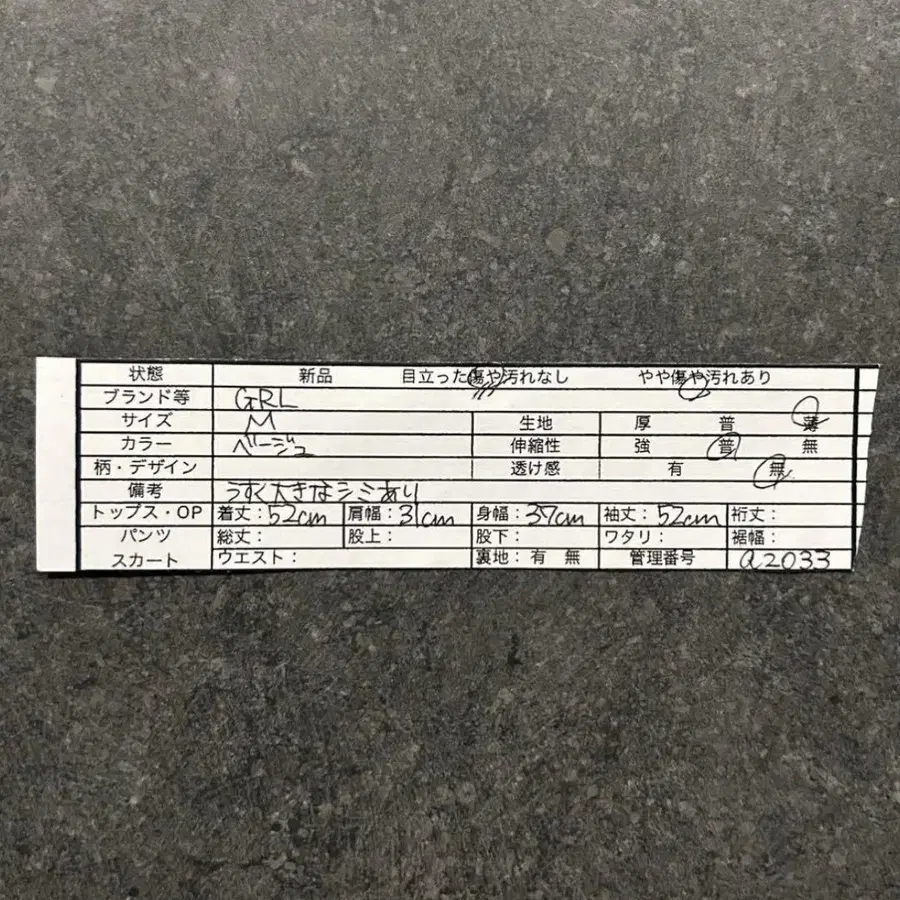 状態 新品 目立った傷や汚れなし やや傷や汚れあり
ブランド等 GRL
サイズ M 生地 厚 普 薄
カラー ベージュ 伸縮性 強 普 無
柄・デザイン 透け感 有 無
備考 うすく大きなシミあり
トップス・OP 着丈:52cm 肩幅:31cm 身幅:37cm 袖丈:52cm 裄丈:
パンツ 総丈: 股上: 股下: ワタリ: 裾幅:
スカート ウエスト: 裏地:有 無 管理番号 a2033